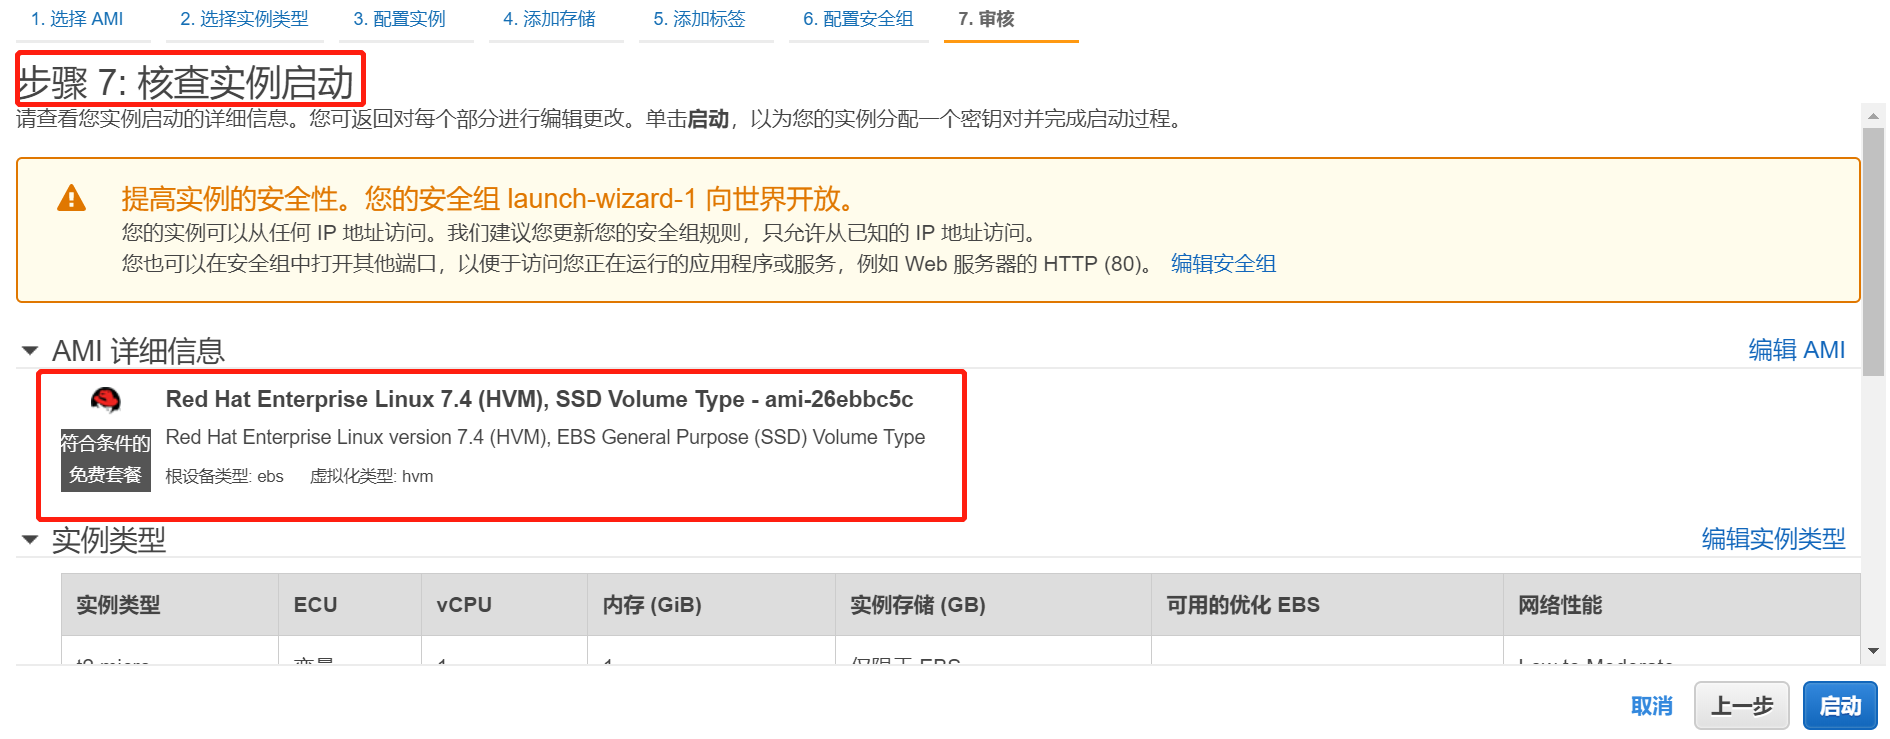 1. 选择 AMI 2. 选择实例类型 3. 配置实例 4. 添加存储 5. 添加标签 6. 配置安全组 7. 审核
步骤 7: 核查实例启动
请查看您实例启动的详细信息。您可返回对每个部分进行编辑更改。单击启动，以为您的实例分配一个密钥对并完成启动过程。
提高实例的安全性。您的安全组 launch-wizard-1 向世界开放。
您的实例可以从任何 IP 地址访问。我们建议您更新您的安全组规则，只允许从已知的 IP 地址访问。
您也可以在安全组中打开其他端口，以便于访问您正在运行的应用程序或服务，例如 Web 服务器的 HTTP (80)。 编辑安全组
AMI 详细信息 编辑 AMI
Red Hat Enterprise Linux 7.4 (HVM), SSD Volume Type - ami-26ebbc5c
符合条件的
免费套餐
Red Hat Enterprise Linux version 7.4 (HVM), EBS General Purpose (SSD) Volume Type
根设备类型: ebs 虚拟化类型: hvm
实例类型 编辑实例类型
实例类型 ECU vCPU 内存 (GiB) 实例存储 (GB) 可用的优化 EBS 网络性能
t2.micro 变量 1 1 仅限于 EBS Low to Moderate
取消 上一步 启动